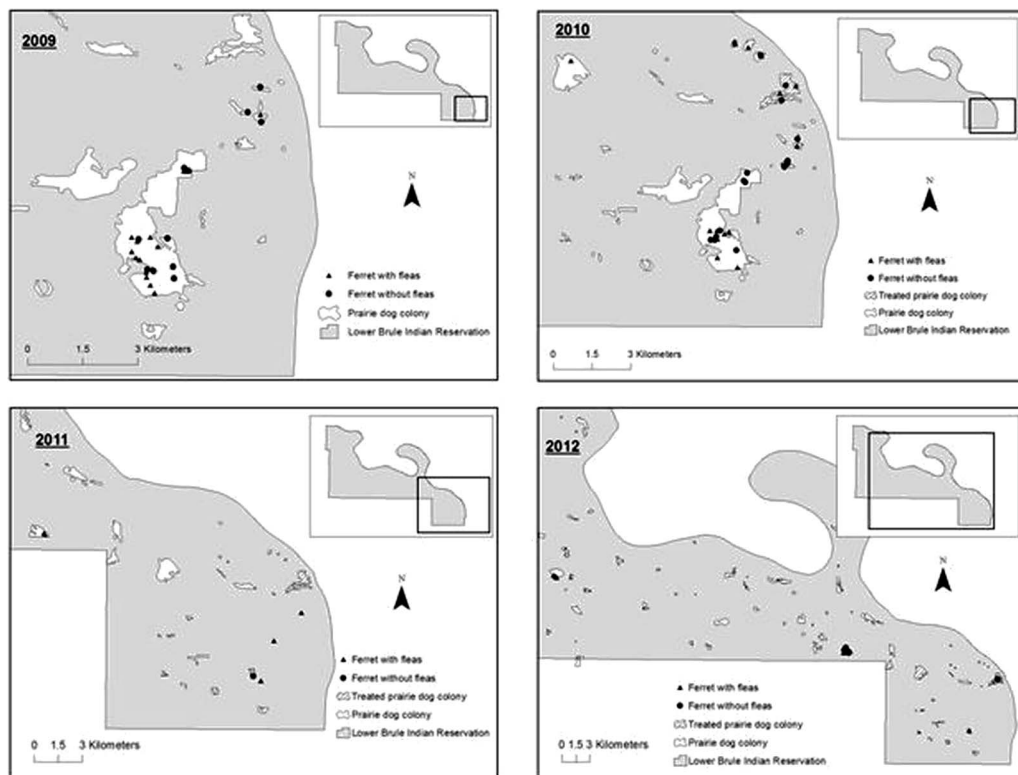 2009
N
Ferret with fleas
Ferret without fleas
Prairie dog colony
Lower Brule Indian Reservation
0 1.5 3 Kilometers
2010
N
Ferret with fleas
Ferret without fleas
Treated prairie dog colony
Prairie dog colony
Lower Brule Indian Reservation
0 1.5 3 Kilometers
2011
N
Ferret with fleas
Ferret without fleas
Treated prairie dog colony
Prairie dog colony
Lower Brule Indian Reservation
0 1.5 3 Kilometers
2012
N
Ferret with fleas
Ferret without fleas
Treated prairie dog colony
Prairie dog colony
Lower Brule Indian Reservation
0 1.5 3 Kilometers